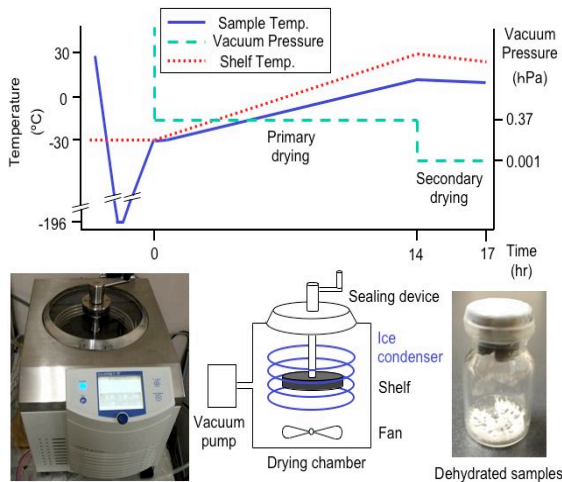 Sample Temp.
Vacuum Pressure
Shelf Temp.
Vacuum
Pressure
(hPa)
Temperature
(ºC)
30
0
-30
-196
0.37
0.001
Primary
drying
Secondary
drying
0
14
17
Time
(hr)
Sealing device
Ice
condenser
Shelf
Vacuum
pump
Fan
Drying chamber
Dehydrated samples